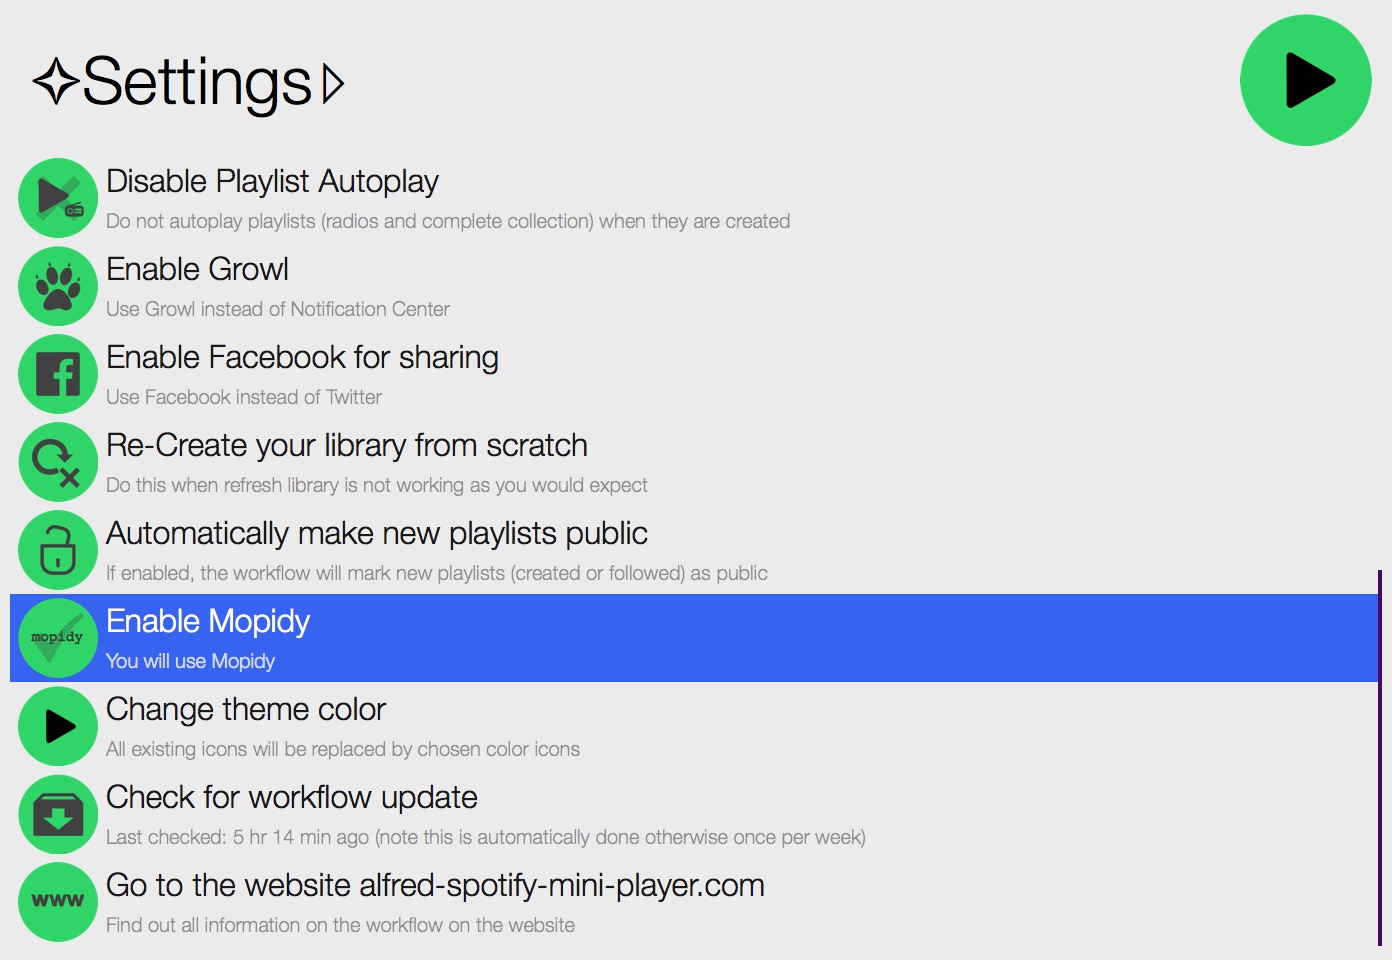 ✧Settings▷
Disable Playlist Autoplay
Do not autoplay playlists (radios and complete collection) when they are created
Enable Growl
Use Growl instead of Notification Center
Enable Facebook for sharing
Use Facebook instead of Twitter
Re-Create your library from scratch
Do this when refresh library is not working as you would expect
Automatically make new playlists public
If enabled, the workflow will mark new playlists (created or followed) as public
mopidy
Enable Mopidy
You will use Mopidy
Change theme color
All existing icons will be replaced by chosen color icons
Check for workflow update
Last checked: 5 hr 14 min ago (note this is automatically done otherwise once per week)
www
Go to the website alfred-spotify-mini-player.com
Find out all information on the workflow on the website